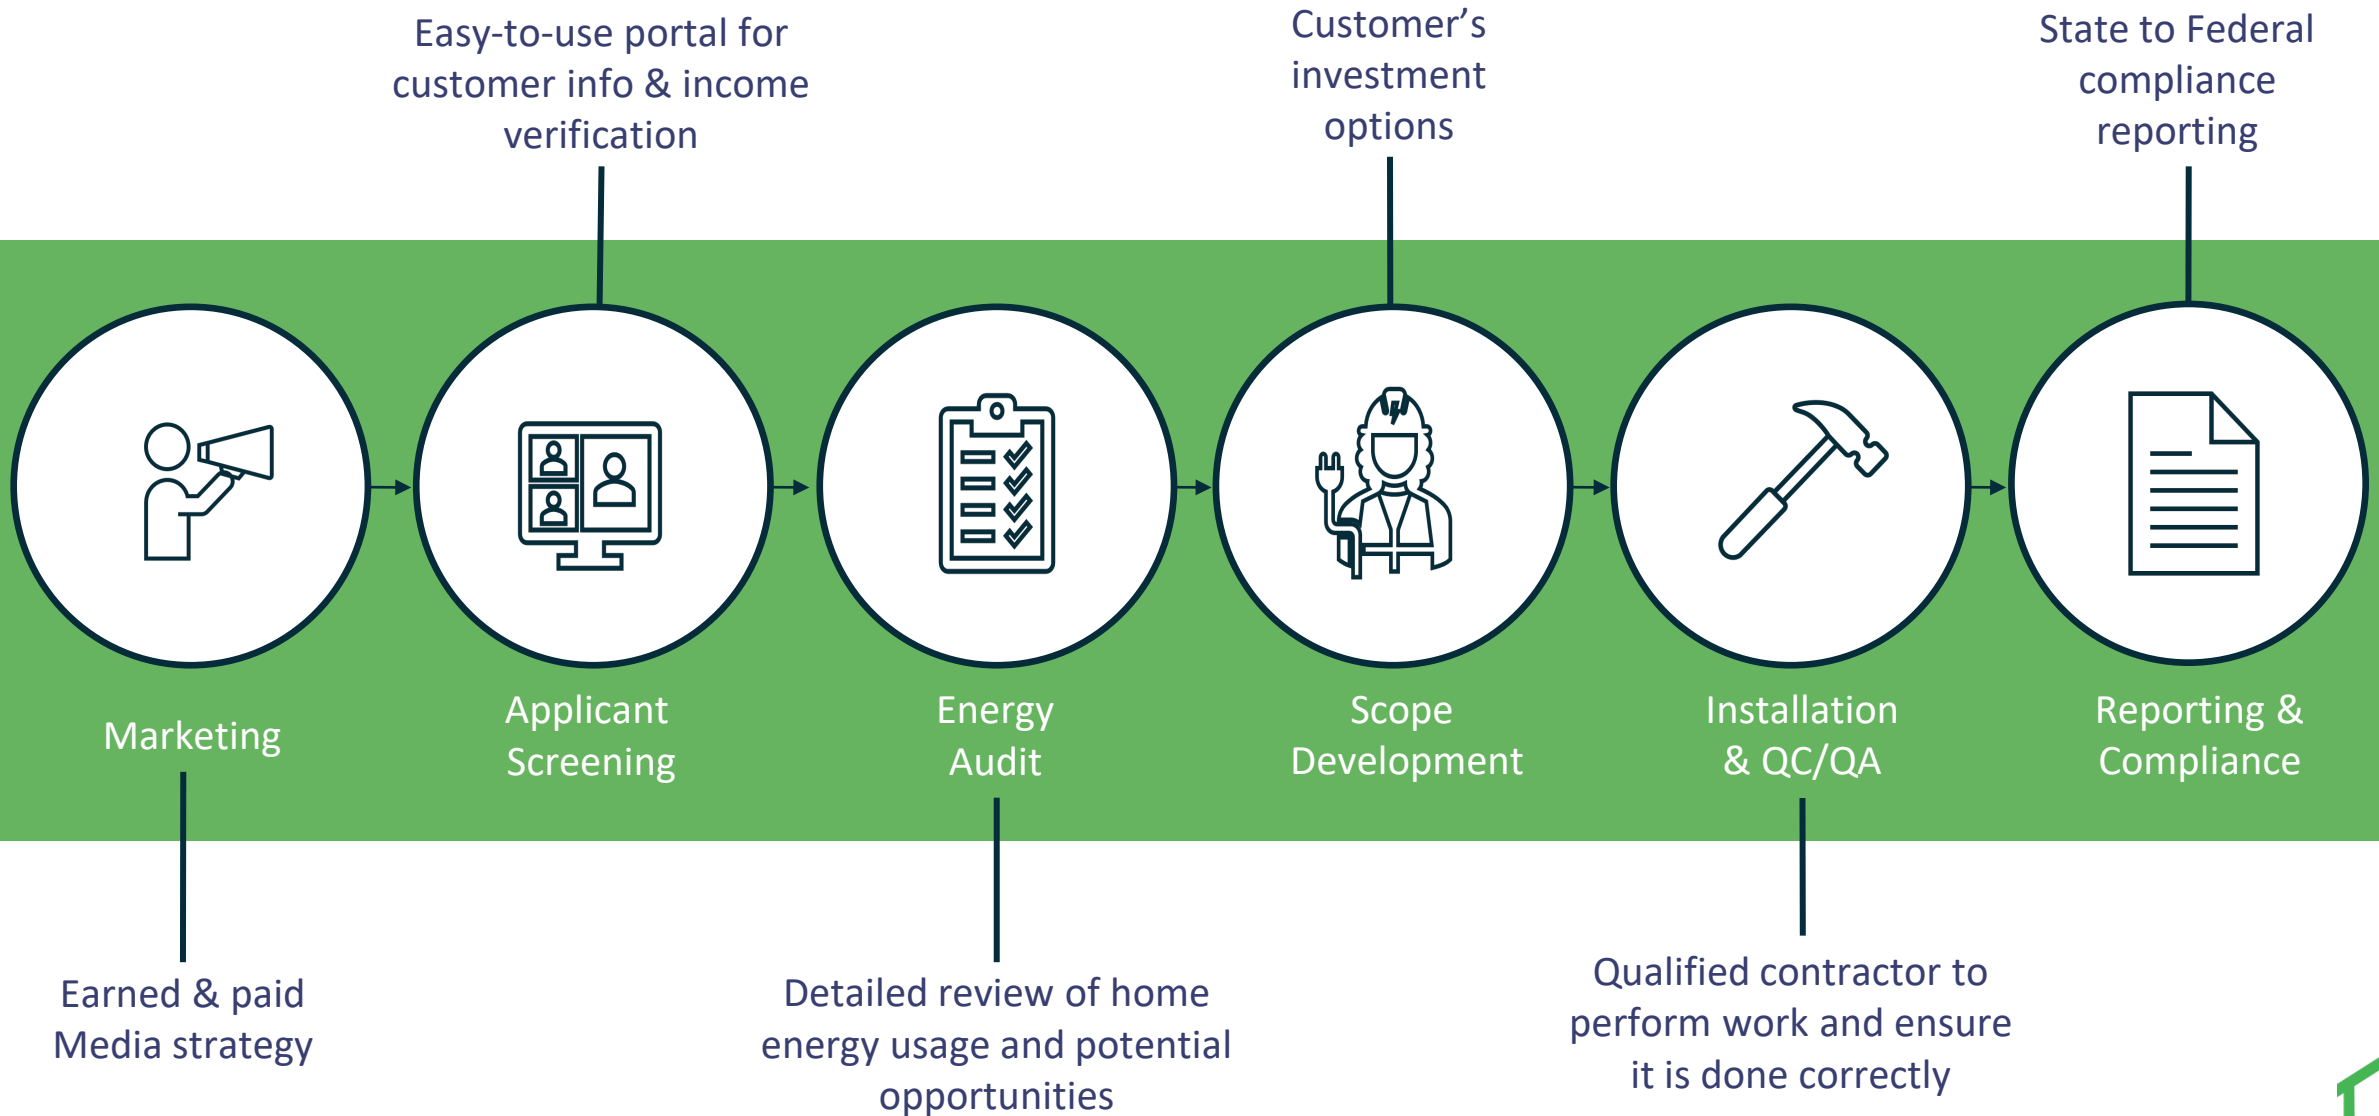 Easy-to-use portal for
customer info & income
verification
Customer’s
investment
options
State to Federal
compliance
reporting
Marketing
Applicant
Screening
Energy
Audit
Scope
Development
Installation
& QC/QA
Reporting &
Compliance
Earned & paid
Media strategy
Detailed review of home
energy usage and potential
opportunities
Qualified contractor to
perform work and ensure
it is done correctly